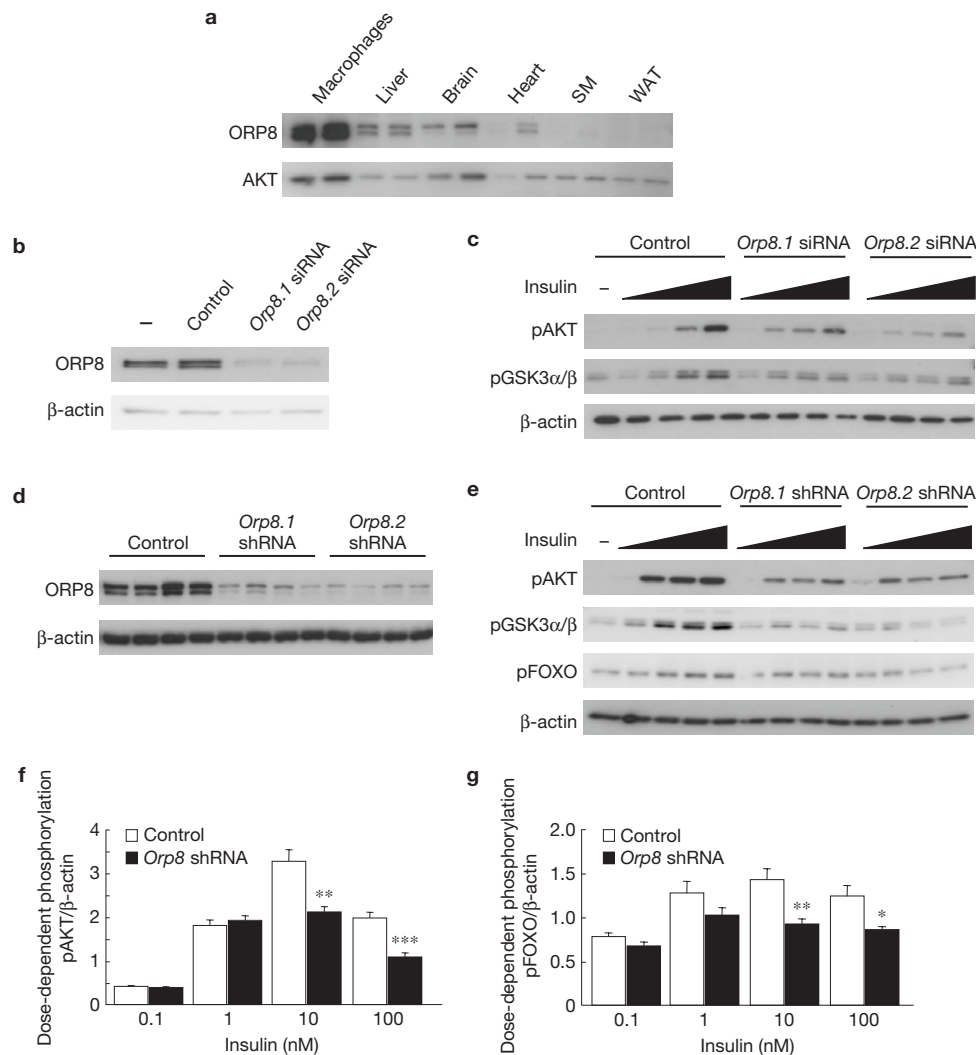 a
Macrophages Liver Brain Heart SM WAT
ORP8
AKT
b
– Control Orp8.1 siRNA Orp8.2 siRNA
ORP8
β-actin
c
Control Orp8.1 siRNA Orp8.2 siRNA
Insulin –
pAKT
pGSK3α/β
β-actin
d
Control Orp8.1 shRNA Orp8.2 shRNA
ORP8
β-actin
e
Control Orp8.1 shRNA Orp8.2 shRNA
Insulin –
pAKT
pGSK3α/β
pFOXO
β-actin
f
Dose-dependent phosphorylation
pAKT/β-actin
4
3
2
1
0
Control
Orp8 shRNA
**
***
0.1 1 10 100
Insulin (nM)
g
Dose-dependent phosphorylation
pFOXO/β-actin
2.0
1.5
1.0
0.5
0
Control
Orp8 shRNA
**
*
0.1 1 10 100
Insulin (nM)